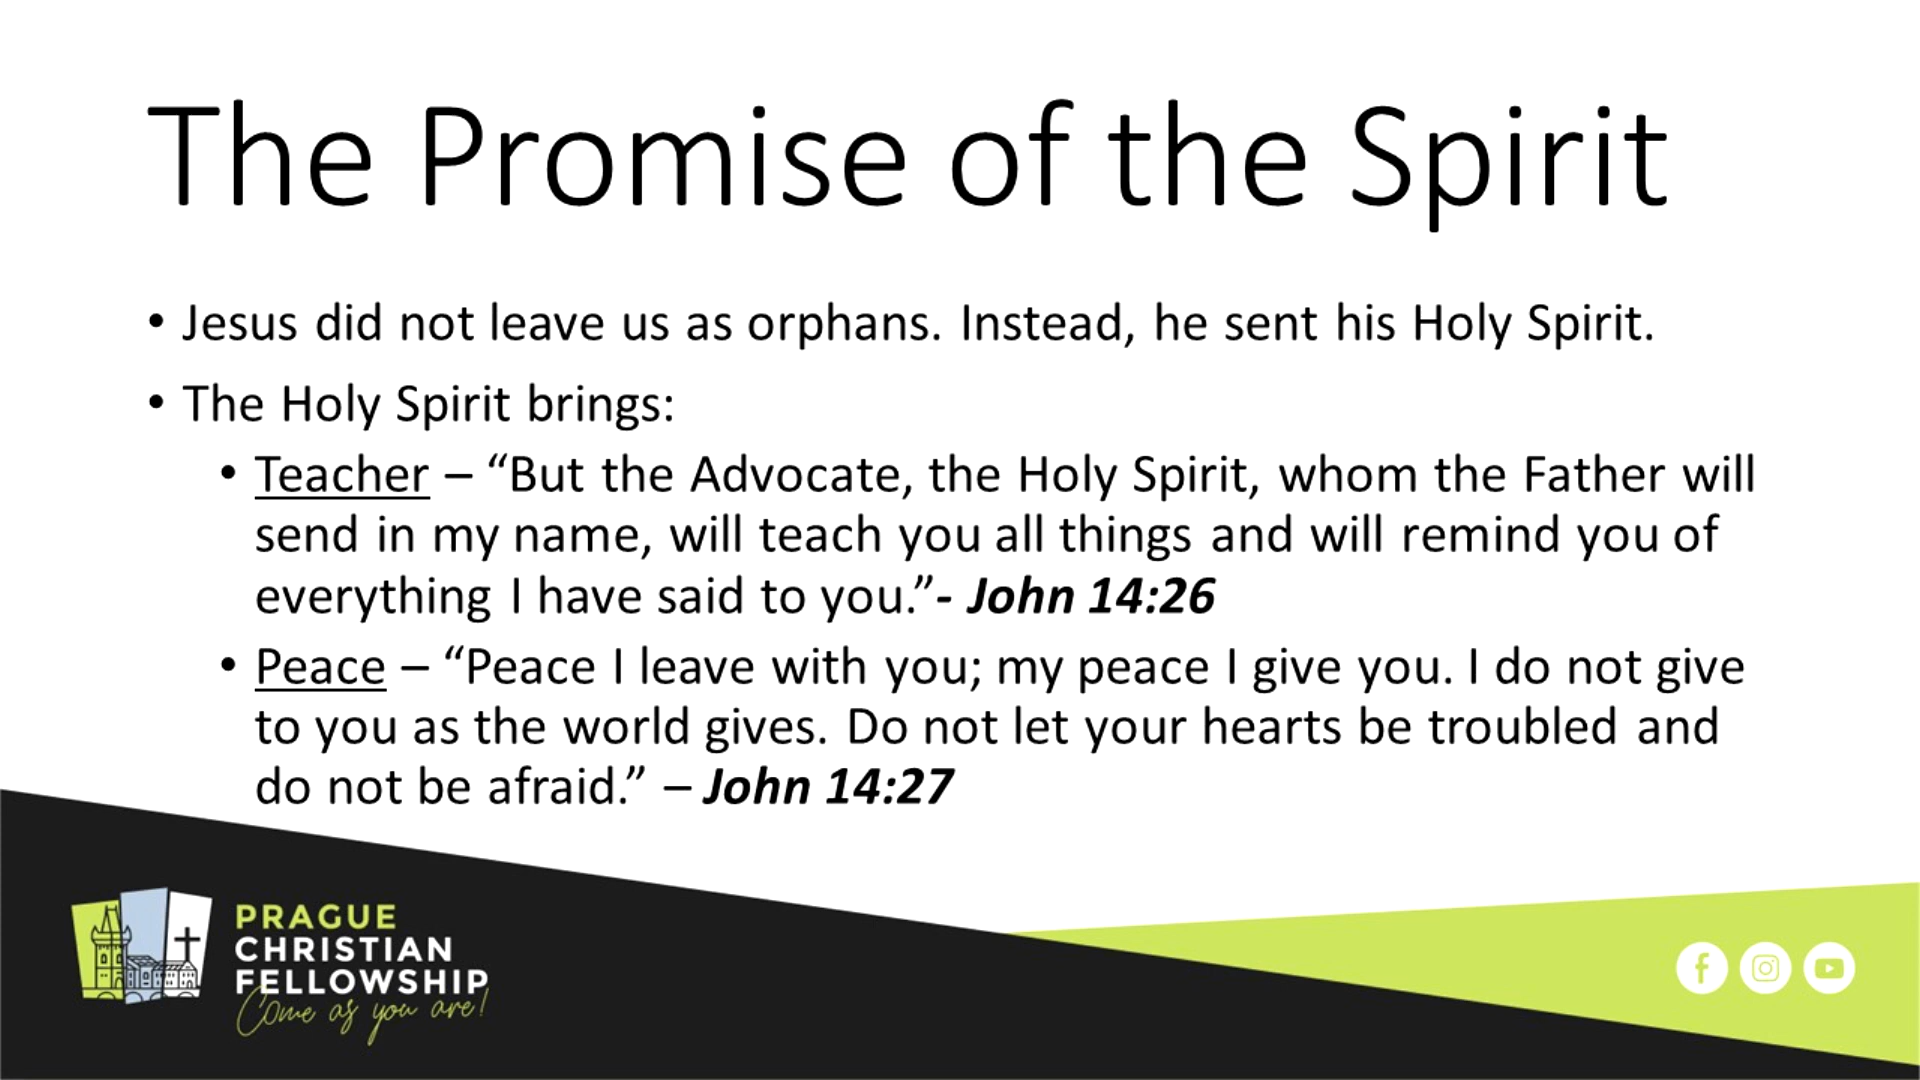 The Promise of the Spirit
• Jesus did not leave us as orphans. Instead, he sent his Holy Spirit.
• The Holy Spirit brings:
• Teacher – “But the Advocate, the Holy Spirit, whom the Father will
send in my name, will teach you all things and will remind you of
everything I have said to you.”- John 14:26
• Peace – “Peace I leave with you; my peace I give you. I do not give
to you as the world gives. Do not let your hearts be troubled and
do not be afraid.” – John 14:27
PRAGUE
CHRISTIAN
FELLOWSHIP
Come as you are!